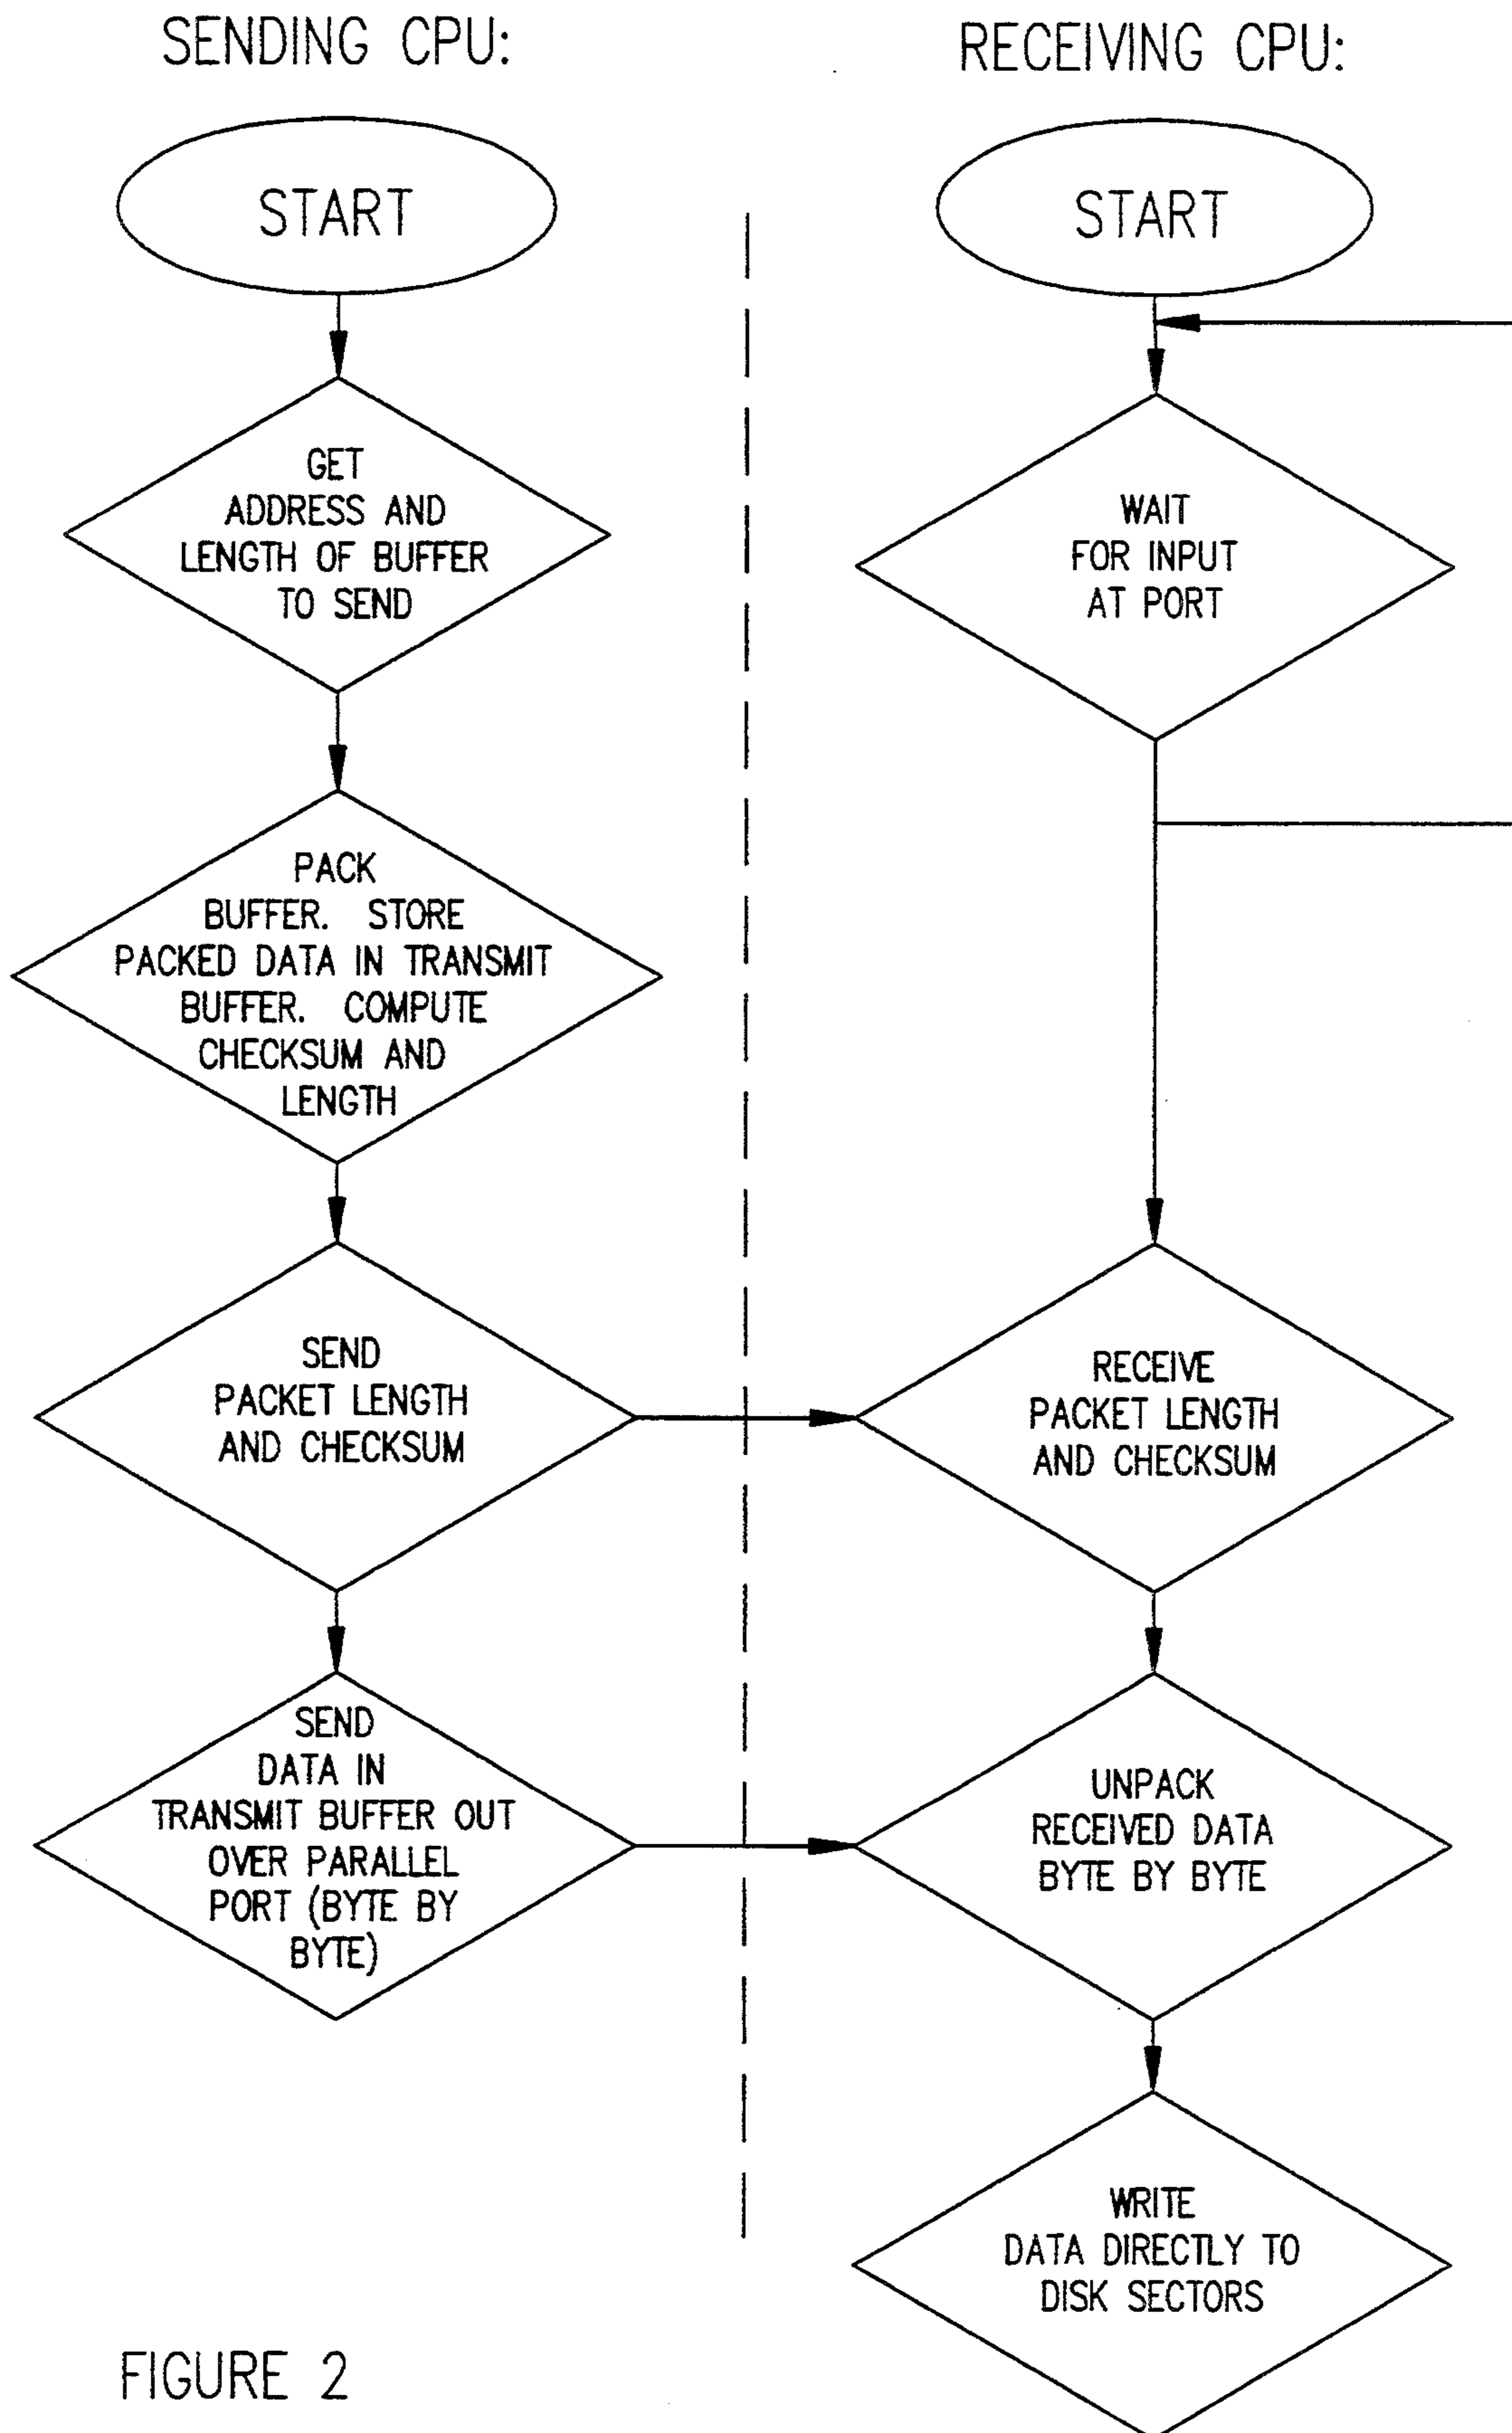 SENDING CPU:
START
GET
ADDRESS AND
LENGTH OF BUFFER
TO SEND
PACK
BUFFER. STORE
PACKED DATA IN TRANSMIT
BUFFER. COMPUTE
CHECKSUM AND
LENGTH
SEND
PACKET LENGTH
AND CHECKSUM
SEND
DATA IN
TRANSMIT BUFFER OUT
OVER PARALLEL
PORT (BYTE BY
BYTE)
RECEIVING CPU:
START
WAIT
FOR INPUT
AT PORT
RECEIVE
PACKET LENGTH
AND CHECKSUM
UNPACK
RECEIVED DATA
BYTE BY BYTE
WRITE
DATA DIRECTLY TO
DISK SECTORS
FIGURE 2